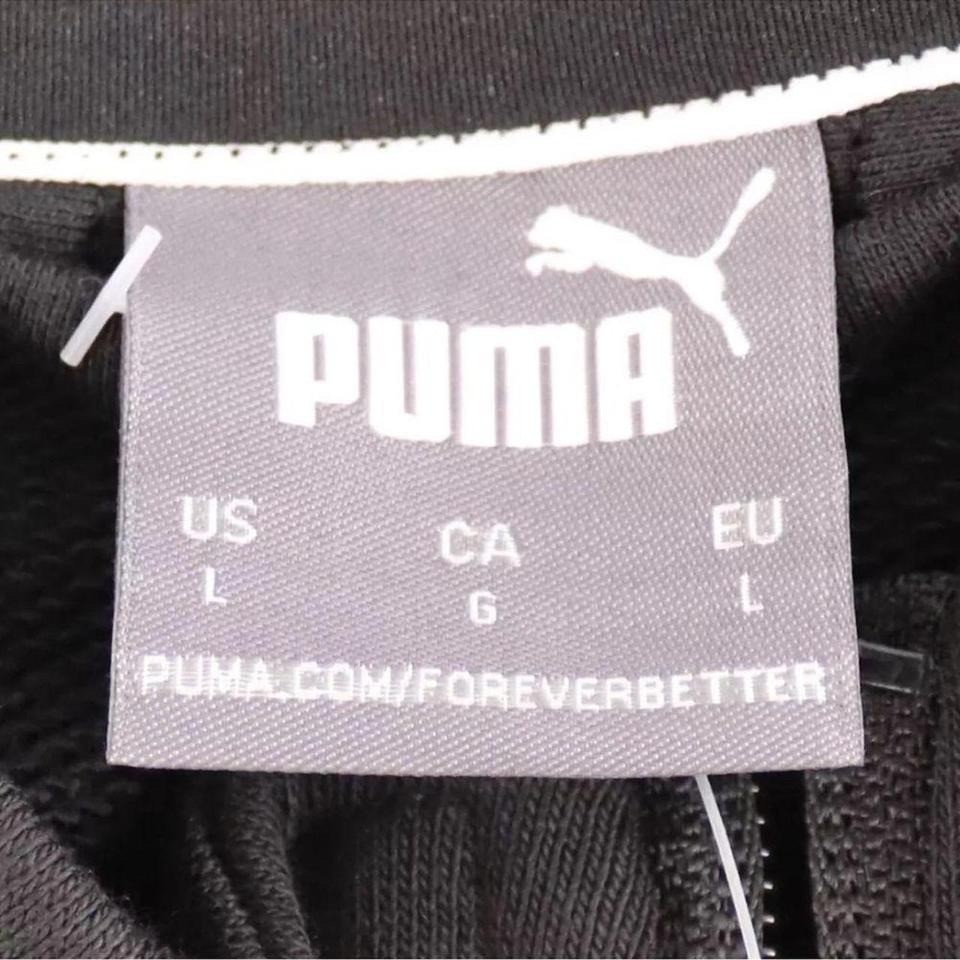 PUMA
US CA EU
L G L
PUMA.COM/FOREVERBETTER